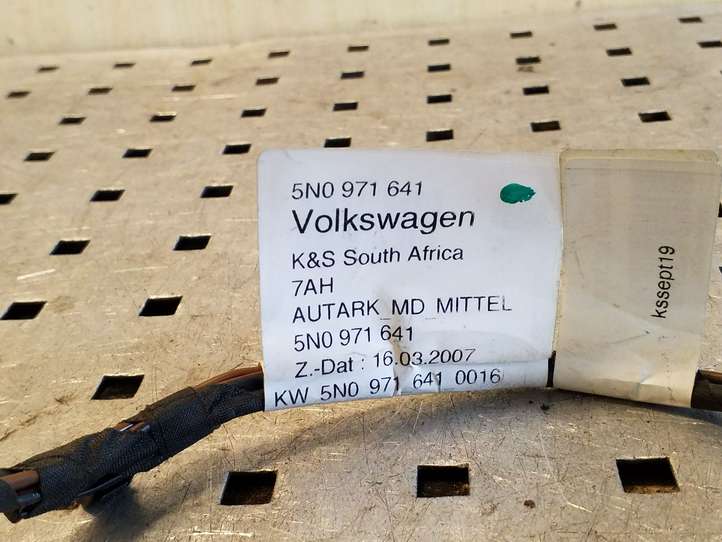 5N0 971 641
Volkswagen
K&S South Africa
7AH
AUTARK_MD_MITTEL
5N0 971 641
Z.-Dat : 16.03.2007
KW 5N0 971 641 0016
kssept19